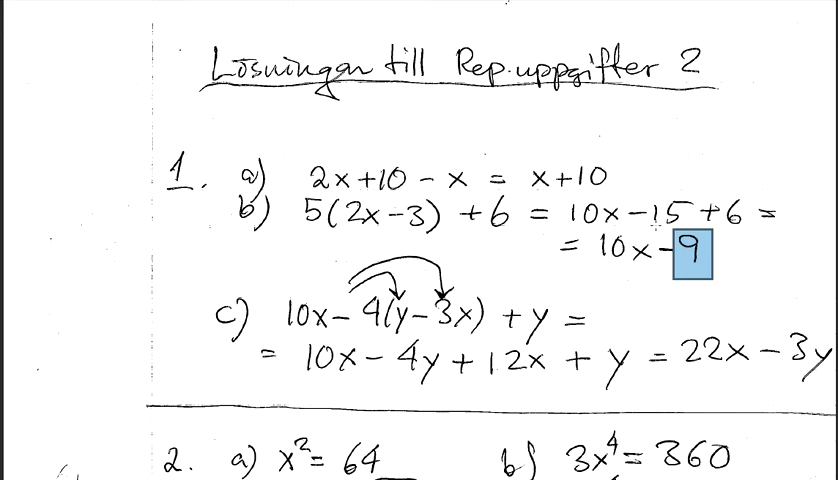 Lösningar till Rep.uppgifter 2
1. a) 2x+10 - x = x+10
b) 5(2x-3) +6 = 10x-15+6 =
= 10x-9
c) 10x- 4(y-3x) + y =
= 10x- 4y + 12x + y = 22x-3y
2. a) x²= 64 b) 3x⁴= 360